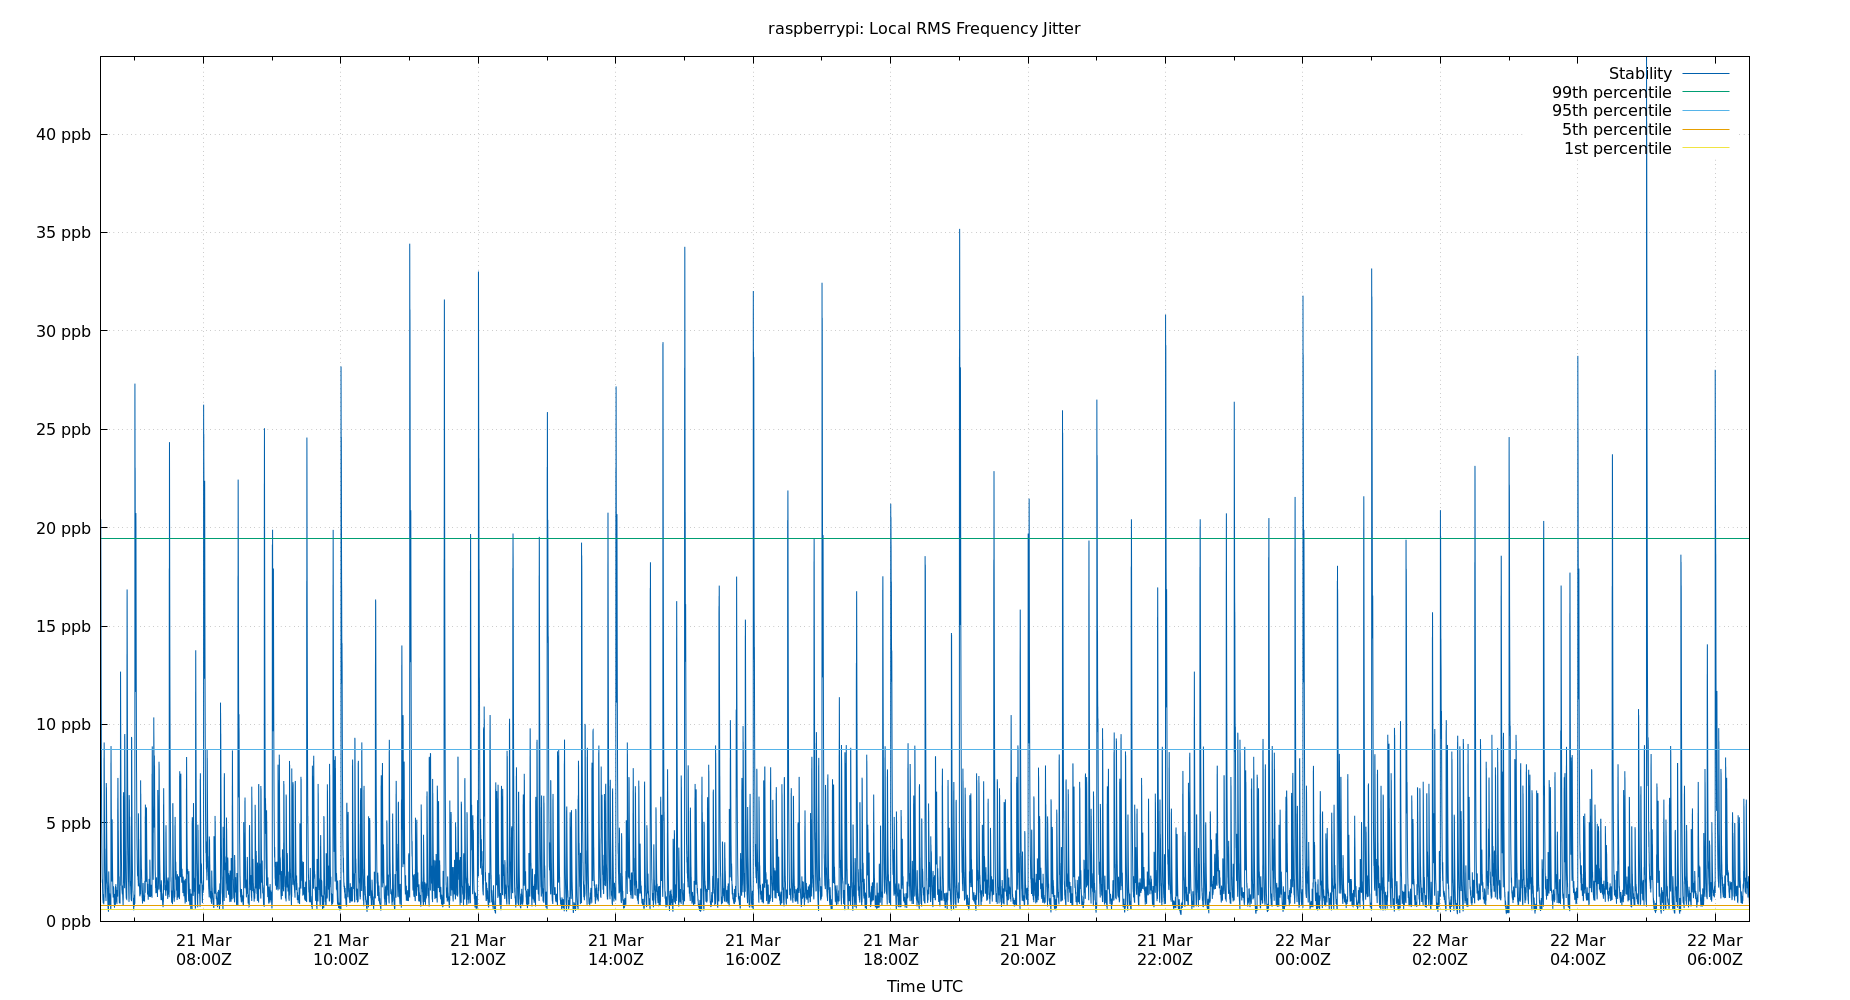 raspberrypi: Local RMS Frequency Jitter
Stability
99th percentile
95th percentile
5th percentile
1st percentile
40 ppb
35 ppb
30 ppb
25 ppb
20 ppb
15 ppb
10 ppb
5 ppb
0 ppb
21 Mar 21 Mar 21 Mar 21 Mar 21 Mar 21 Mar 21 Mar 21 Mar 22 Mar 22 Mar 22 Mar 22 Mar
08:00Z 10:00Z 12:00Z 14:00Z 16:00Z 18:00Z 20:00Z 22:00Z 00:00Z 02:00Z 04:00Z 06:00Z
Time UTC